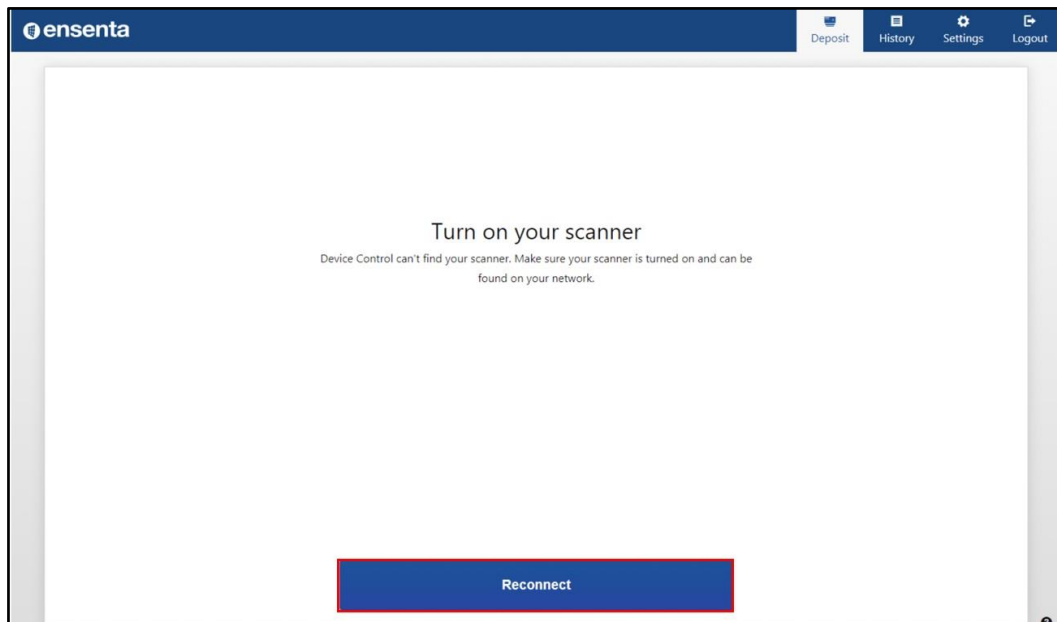 ensenta
Deposit
History
Settings
Logout
Turn on your scanner
Device Control can't find your scanner. Make sure your scanner is turned on and can be
found on your network.
Reconnect